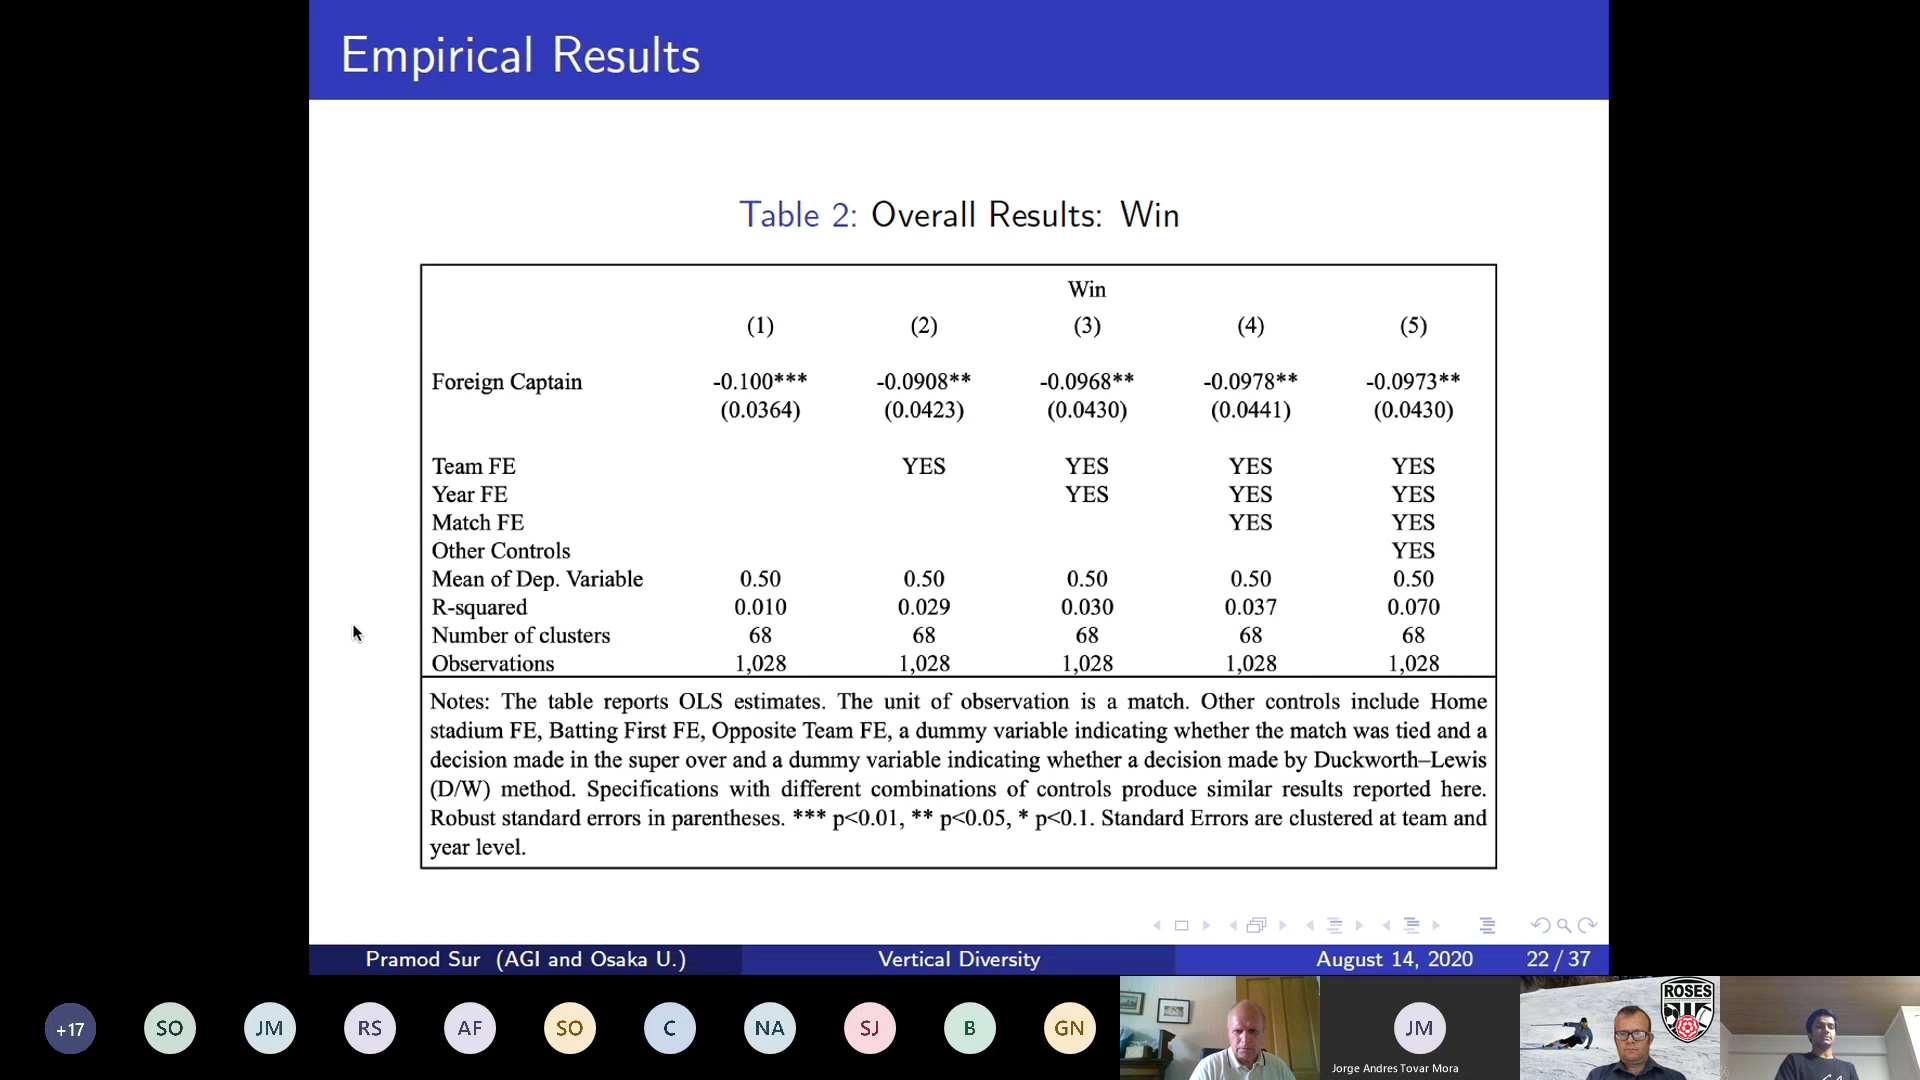 Empirical Results
Table 2: Overall Results: Win
Win
(1) (2) (3) (4) (5)
Foreign Captain -0.100*** -0.0908** -0.0968** -0.0978** -0.0973**
(0.0364) (0.0423) (0.0430) (0.0441) (0.0430)
Team FE YES YES YES YES
Year FE YES YES YES
Match FE YES YES
Other Controls YES
Mean of Dep. Variable 0.50 0.50 0.50 0.50 0.50
R-squared 0.010 0.029 0.030 0.037 0.070
Number of clusters 68 68 68 68 68
Observations 1,028 1,028 1,028 1,028 1,028
Notes: The table reports OLS estimates. The unit of observation is a match. Other controls include Home
stadium FE, Batting First FE, Opposite Team FE, a dummy variable indicating whether the match was tied and a
decision made in the super over and a dummy variable indicating whether a decision made by Duckworth–Lewis
(D/W) method. Specifications with different combinations of controls produce similar results reported here.
Robust standard errors in parentheses. *** p<0.01, ** p<0.05, * p<0.1. Standard Errors are clustered at team and
year level.
Pramod Sur (AGI and Osaka U.) Vertical Diversity August 14, 2020 22 / 37
+17 SO JM RS AF SO C NA SJ B GN JM ROSES
Jorge Andres Tovar Mora